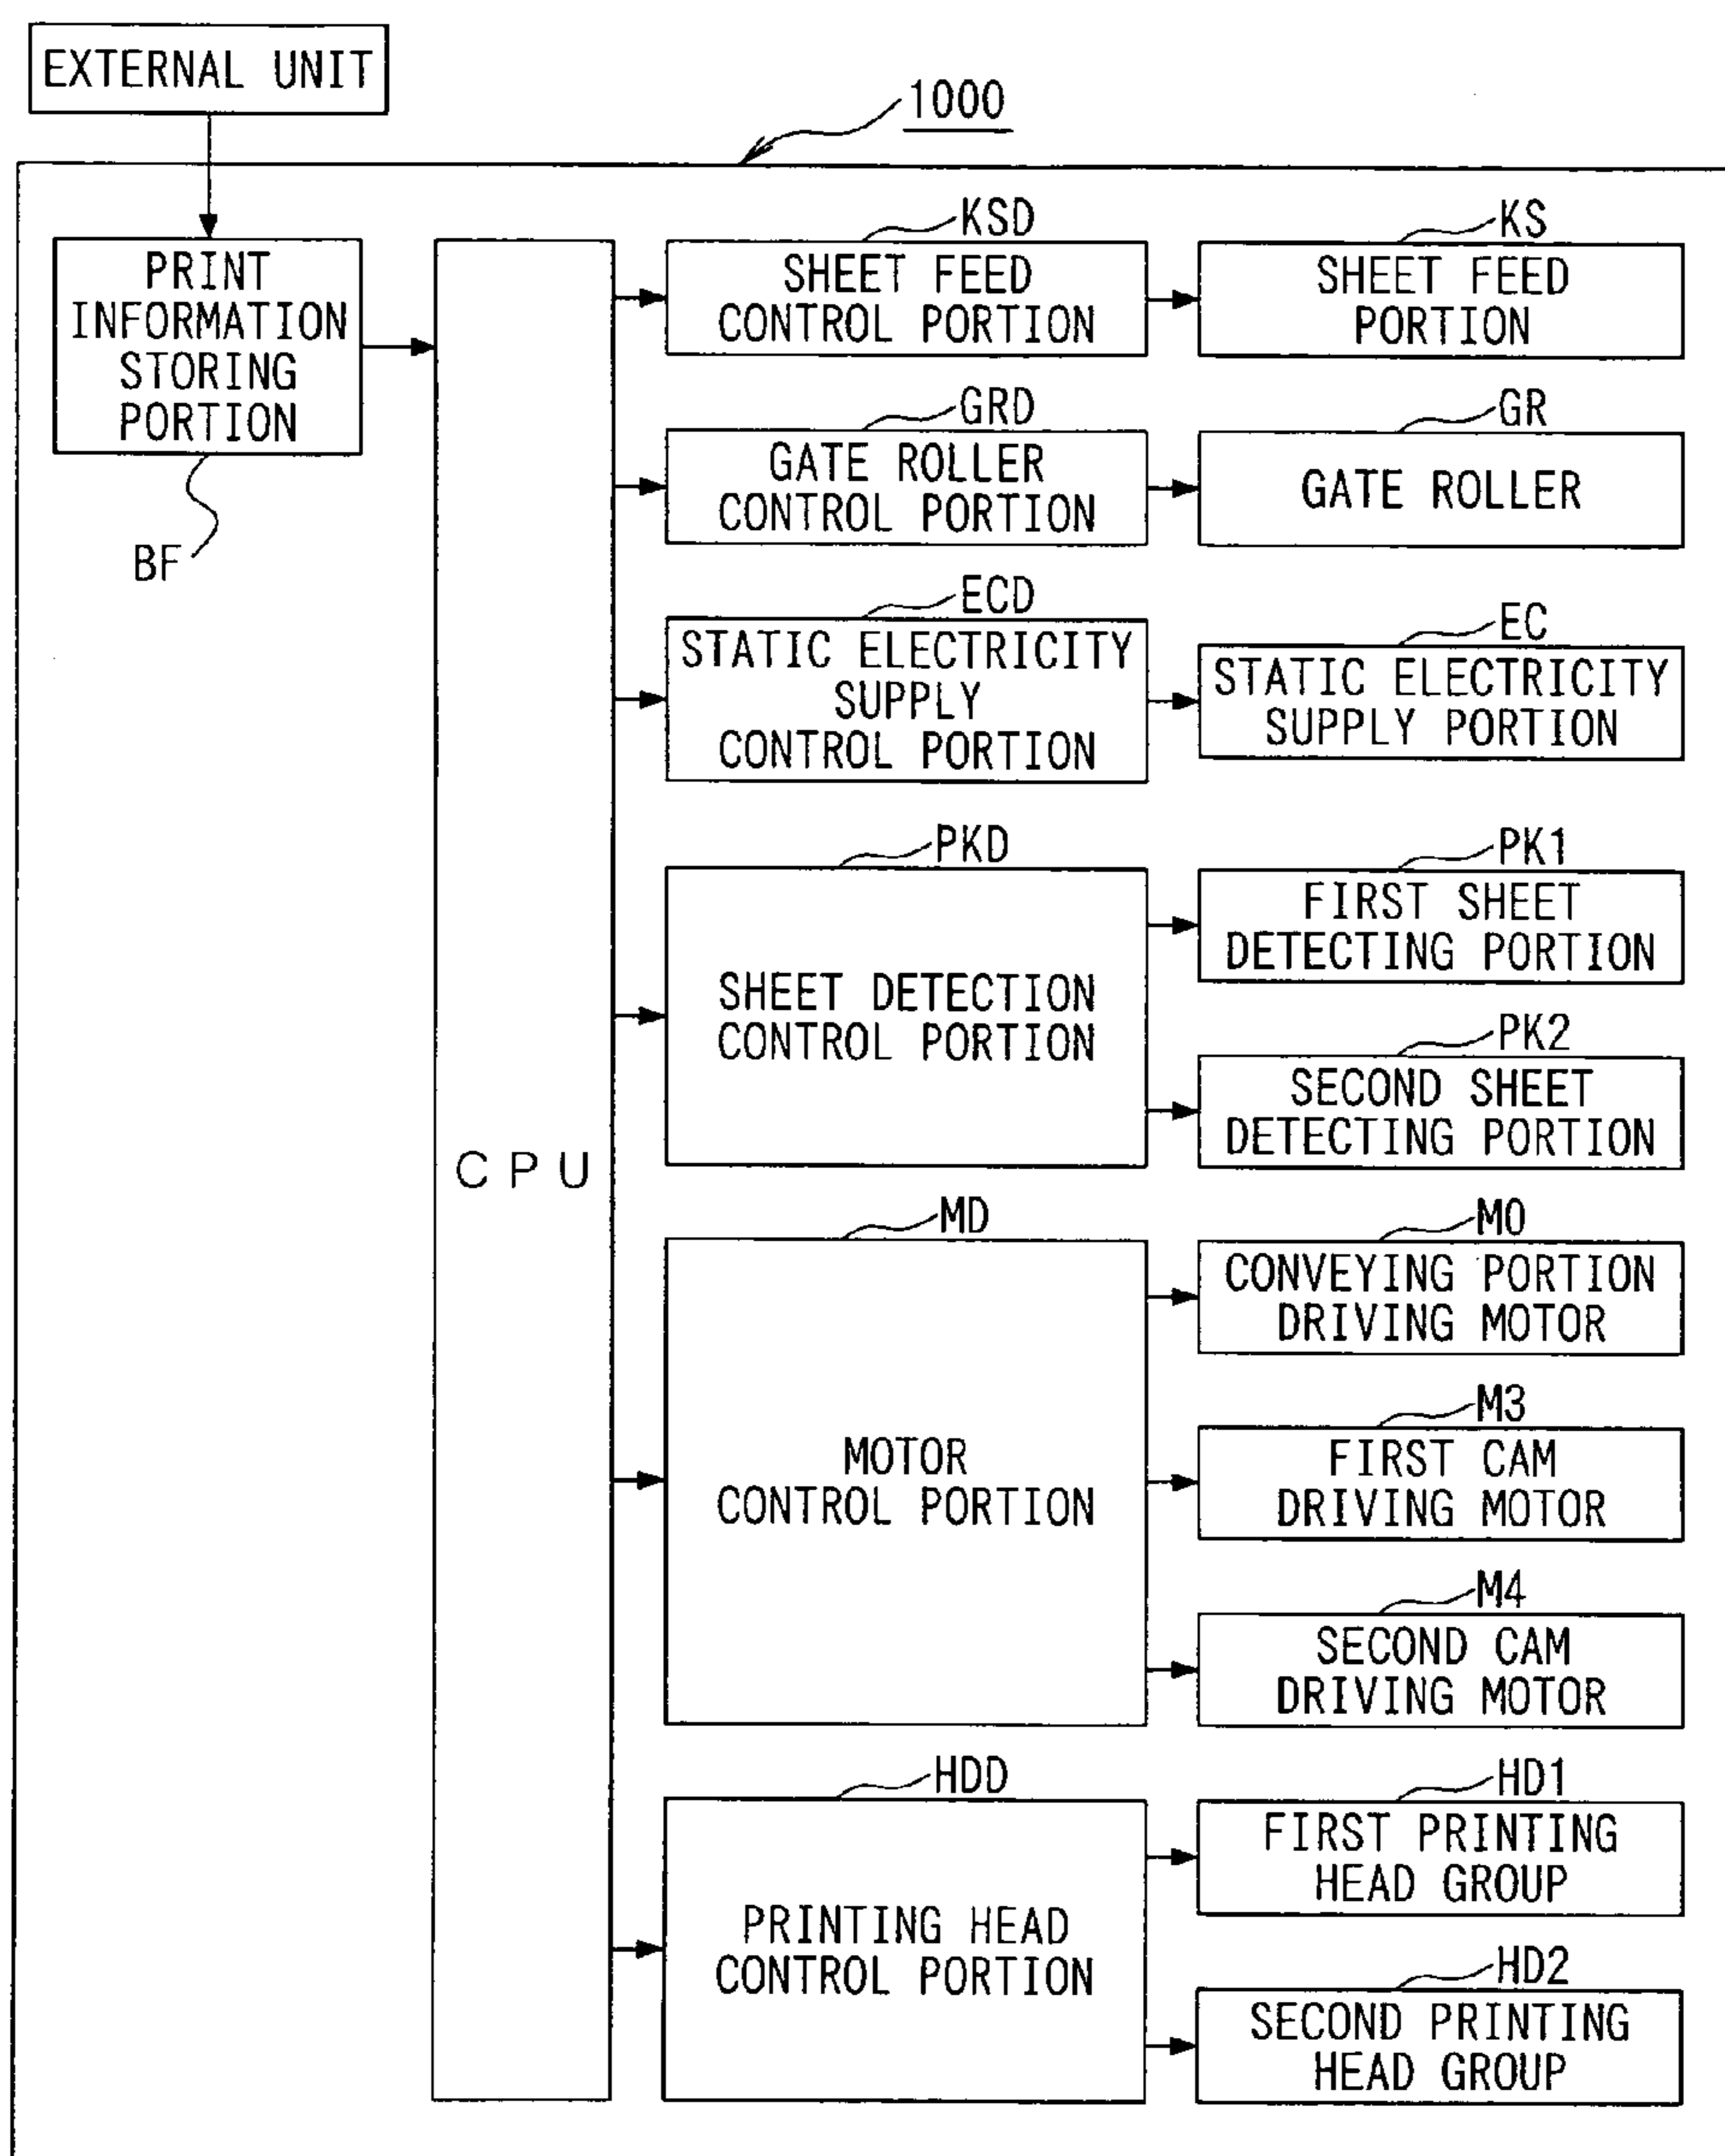 EXTERNAL UNIT
1000
PRINT
INFORMATION
STORING
PORTION
BF
CPU
KSD
SHEET FEED
CONTROL PORTION
KS
SHEET FEED
PORTION
GRD
GATE ROLLER
CONTROL PORTION
GR
GATE ROLLER
ECD
STATIC ELECTRICITY
SUPPLY
CONTROL PORTION
EC
STATIC ELECTRICITY
SUPPLY PORTION
PKD
SHEET DETECTION
CONTROL PORTION
PK1
FIRST SHEET
DETECTING PORTION
PK2
SECOND SHEET
DETECTING PORTION
MD
MOTOR
CONTROL PORTION
M0
CONVEYING PORTION
DRIVING MOTOR
M3
FIRST CAM
DRIVING MOTOR
M4
SECOND CAM
DRIVING MOTOR
HDD
PRINTING HEAD
CONTROL PORTION
HD1
FIRST PRINTING
HEAD GROUP
HD2
SECOND PRINTING
HEAD GROUP